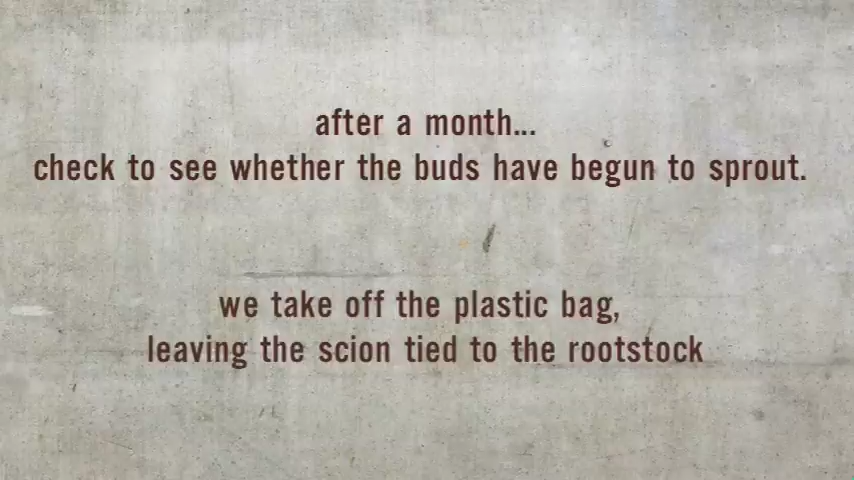 after a month...
check to see whether the buds have begun to sprout.
we take off the plastic bag,
leaving the scion tied to the rootstock